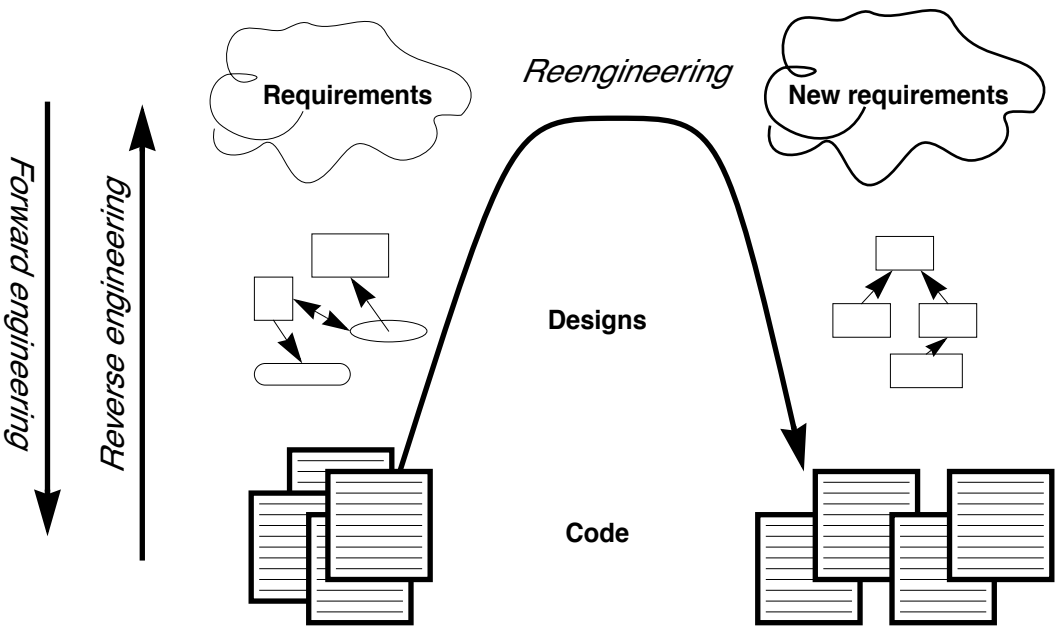 Reengineering
Requirements
New requirements
Forward engineering
Reverse engineering
Designs
Code